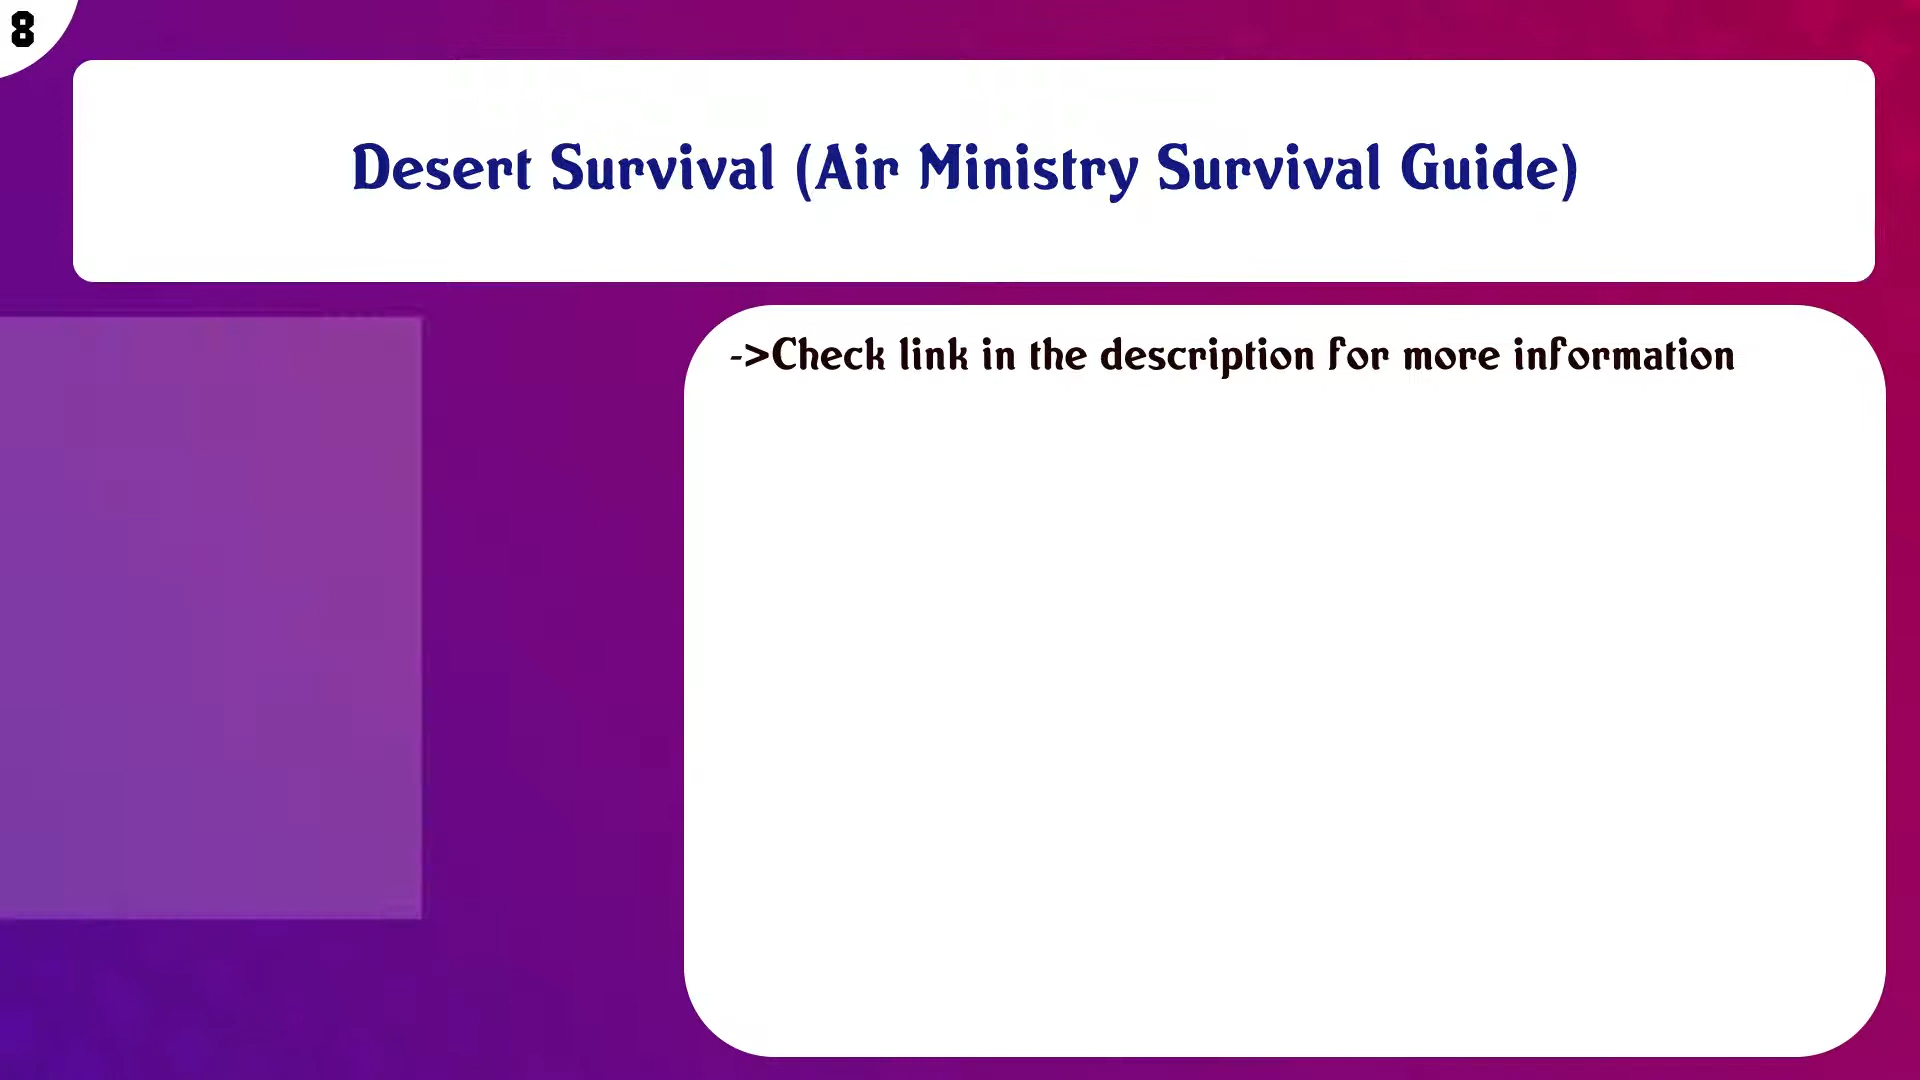 8
Desert Survival (Air Ministry Survival Guide)
->Check link in the description for more information